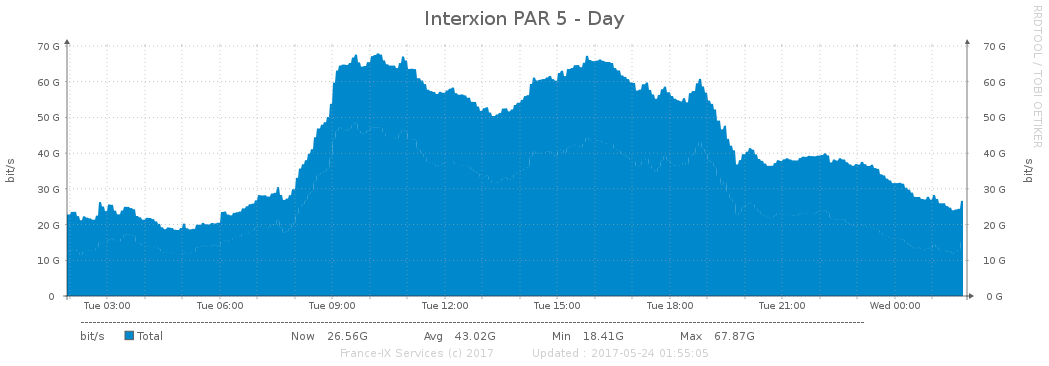 Interxion PAR 5 - Day
RRDTOOL / TOBI OETIKER
bit/s
70 G 70 G
60 G 60 G
50 G 50 G
40 G 40 G
30 G 30 G
20 G 20 G
10 G 10 G
0 0 G
bit/s
Tue 03:00 Tue 06:00 Tue 09:00 Tue 12:00 Tue 15:00 Tue 18:00 Tue 21:00 Wed 00:00
bit/s Total Now 26.56G Avg 43.02G Min 18.41G Max 67.87G
France-IX Services (c) 2017 Updated : 2017-05-24 01:55:05